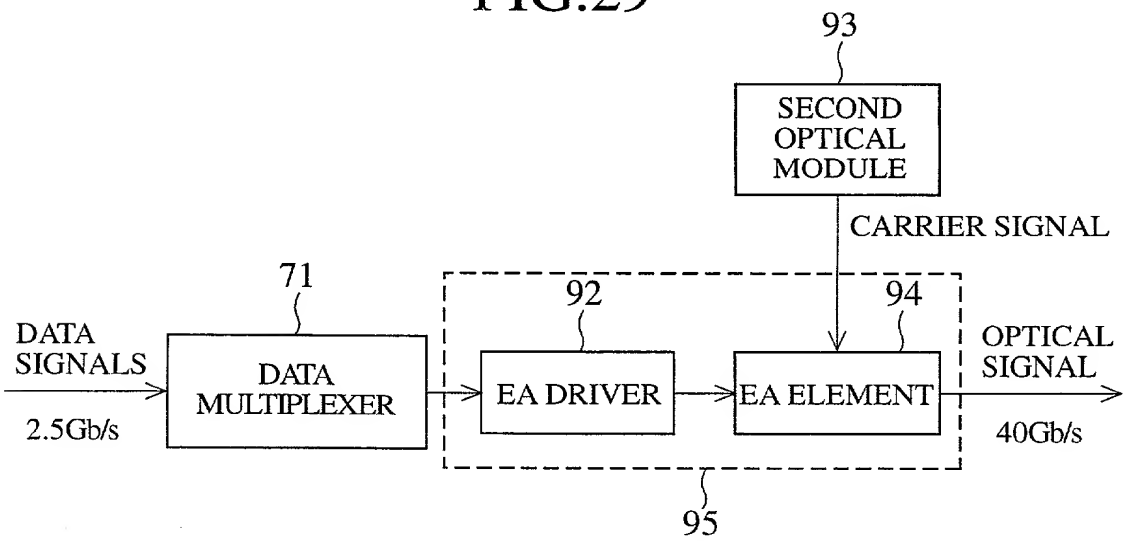 FIG.29
93
SECOND
OPTICAL
MODULE
CARRIER SIGNAL
71
92
94
DATA
SIGNALS
2.5Gb/s
DATA
MULTIPLEXER
EA DRIVER
EA ELEMENT
OPTICAL
SIGNAL
40Gb/s
95